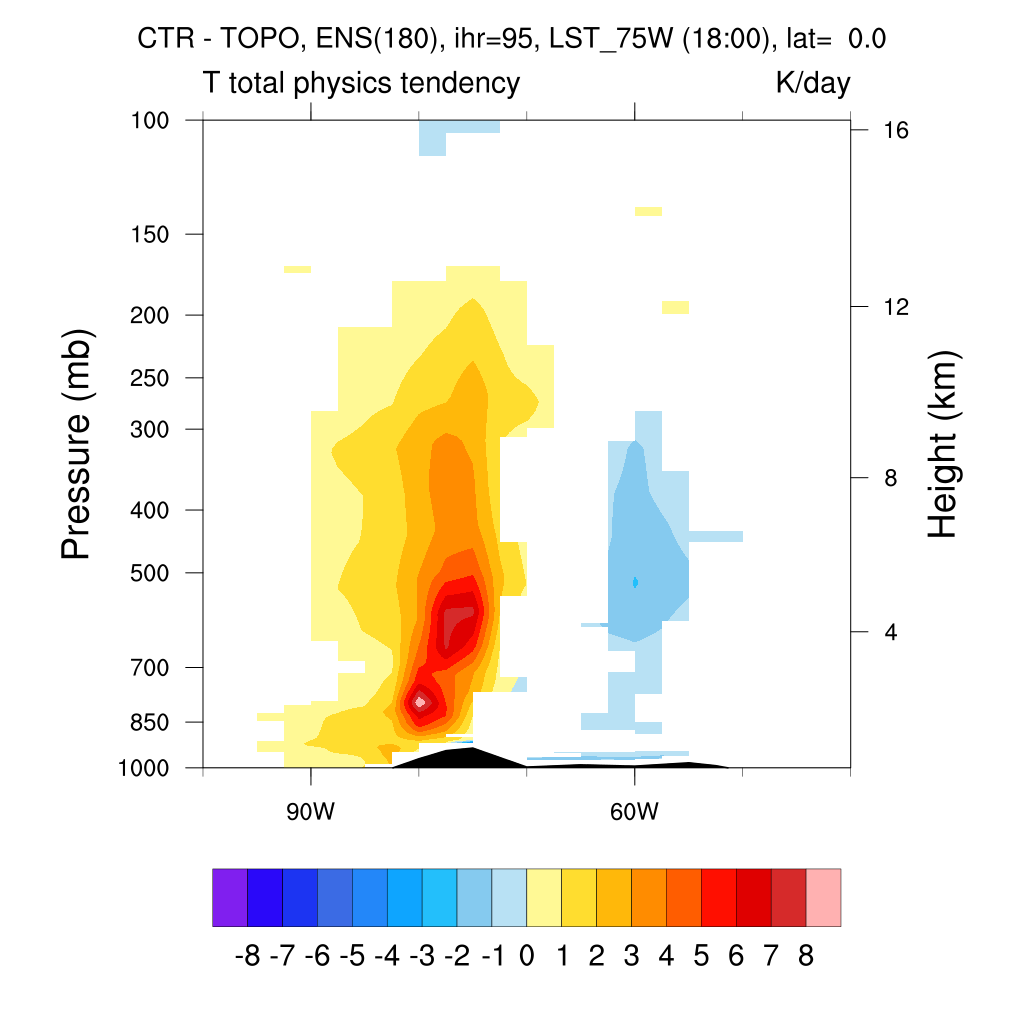 CTR - TOPO, ENS(180), ihr=95, LST_75W (18:00), lat=  0.0
T total physics tendency K/day
100
150
200
250
300
400
500
700
850
1000
Pressure (mb)
16
12
8
4
Height (km)
90W 60W
-8 -7 -6 -5 -4 -3 -2 -1 0 1 2 3 4 5 6 7 8